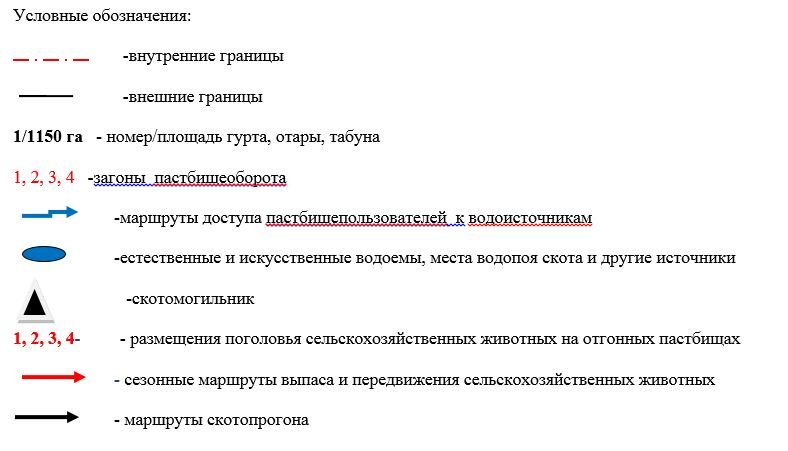 Условные обозначения:
-внутренние границы
-внешние границы
1/1150 га - номер/площадь гурта, отары, табуна
1, 2, 3, 4 -загоны пастбищеоборота
-маршруты доступа пастбищепользователей к водоисточникам
-естественные и искусственные водоемы, места водопоя скота и другие источники
-скотомогильник
1, 2, 3, 4- - размещения поголовья сельскохозяйственных животных на отгонных пастбищах
- сезонные маршруты выпаса и передвижения сельскохозяйственных животных
- маршруты скотопрогона